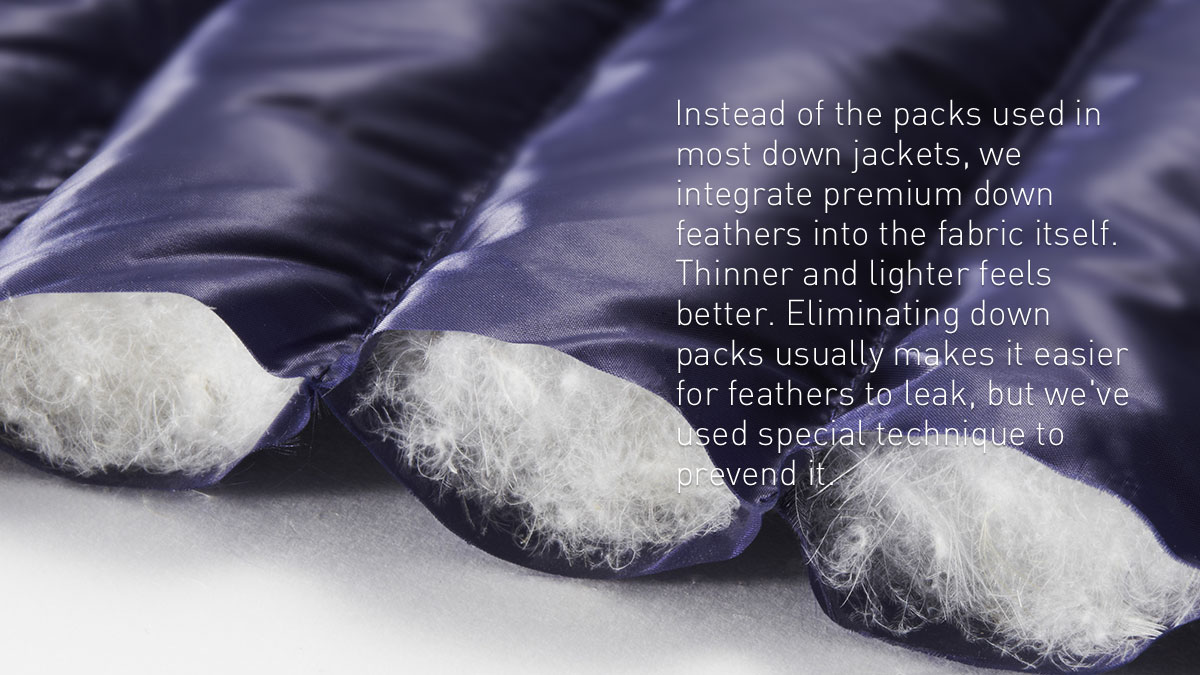 Instead of the packs used in
most down jackets, we
integrate premium down
feathers into the fabric itself.
Thinner and lighter feels
better. Eliminating down
packs usually makes it easier
for feathers to leak, but we've
used special technique to
prevend it.